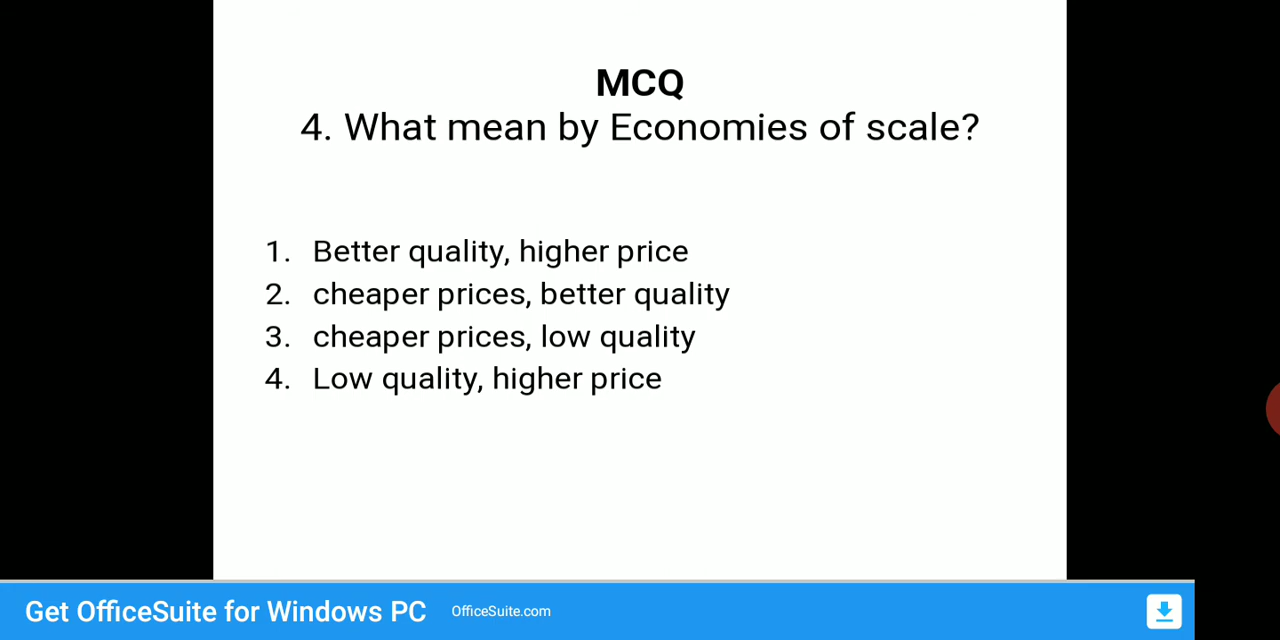 MCQ
4. What mean by Economies of scale?
1. Better quality, higher price
2. cheaper prices, better quality
3. cheaper prices, low quality
4. Low quality, higher price
Get OfficeSuite for Windows PC OfficeSuite.com